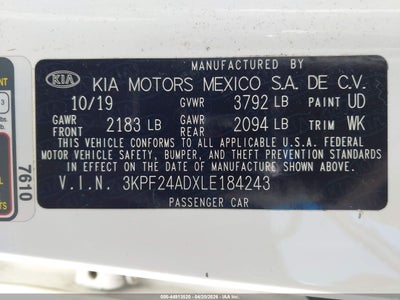 MANUFACTURED BY
KIA KIA MOTORS MEXICO S.A. DE C.V.
10/19 GVWR 3792 LB PAINT UD
GAWR FRONT 2183 LB GAWR REAR 2094 LB TRIM WK
THIS VEHICLE CONFORMS TO ALL APPLICABLE U.S.A. FEDERAL
MOTOR VEHICLE SAFETY, BUMPER, AND THEFT PREVENTION STANDARDS
IN EFFECT ON THE DATE OF MANUFACTURE SHOWN ABOVE.
V.I.N. 3KPF24ADXLE184243
PASSENGER CAR
7610